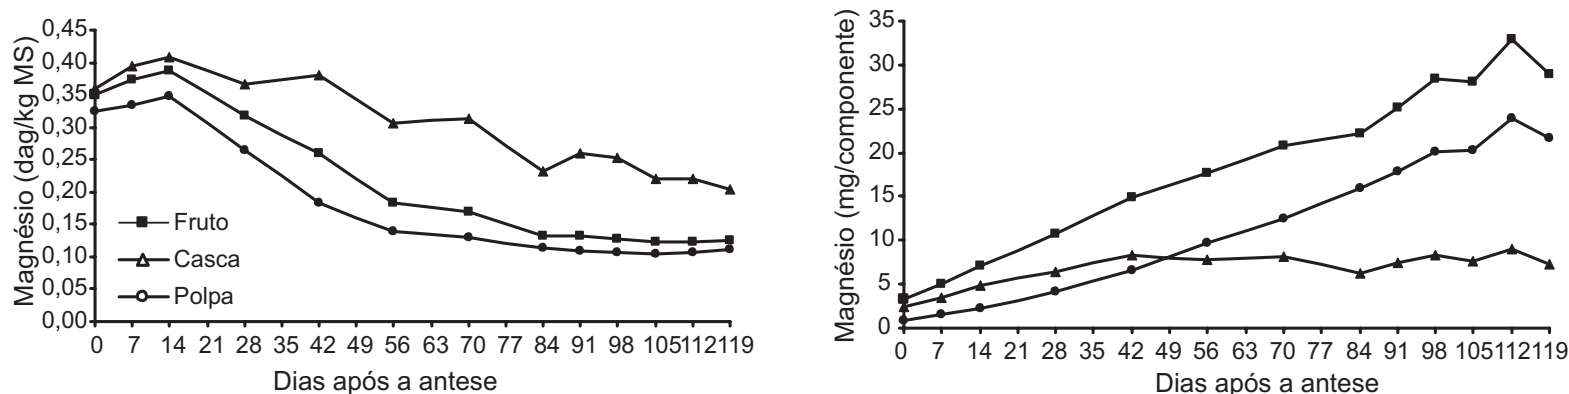 Magnésio (dag/kg MS)
0,45
0,40
0,35
0,30
0,25
0,20
0,15
0,10
0,05
0,00
Fruto
Casca
Polpa
0 7 14 21 28 35 42 49 56 63 70 77 84 91 98 105112119
Dias após a antese
Magnésio (mg/componente)
35
30
25
20
15
10
5
0
0 7 14 21 28 35 42 49 56 63 70 77 84 91 98 105112119
Dias após a antese